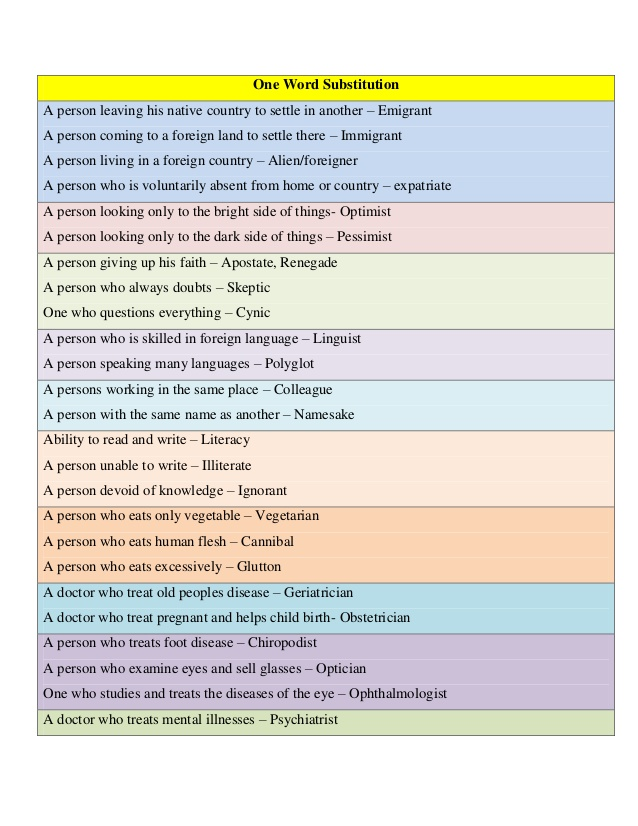 One Word Substitution
A person leaving his native country to settle in another – Emigrant
A person coming to a foreign land to settle there – Immigrant
A person living in a foreign country – Alien/foreigner
A person who is voluntarily absent from home or country – expatriate
A person looking only to the bright side of things- Optimist
A person looking only to the dark side of things – Pessimist
A person giving up his faith – Apostate, Renegade
A person who always doubts – Skeptic
One who questions everything – Cynic
A person who is skilled in foreign language – Linguist
A person speaking many languages – Polyglot
A persons working in the same place – Colleague
A person with the same name as another – Namesake
Ability to read and write – Literacy
A person unable to write – Illiterate
A person devoid of knowledge – Ignorant
A person who eats only vegetable – Vegetarian
A person who eats human flesh – Cannibal
A person who eats excessively – Glutton
A doctor who treat old peoples disease – Geriatrician
A doctor who treat pregnant and helps child birth- Obstetrician
A person who treats foot disease – Chiropodist
A person who examine eyes and sell glasses – Optician
One who studies and treats the diseases of the eye – Ophthalmologist
A doctor who treats mental illnesses – Psychiatrist